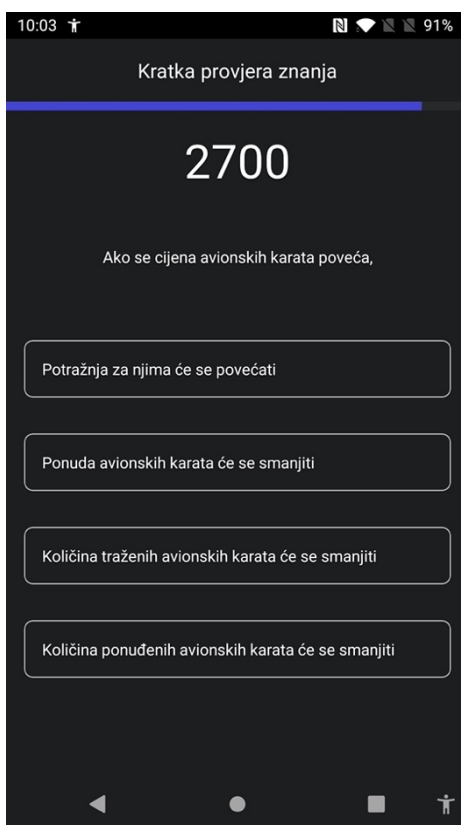 10:03 91%
Kratka provjera znanja
2700
Ako se cijena avionskih karata poveća,
Potražnja za njima će se povećati
Ponuda avionskih karata će se smanjiti
Količina traženih avionskih karata će se smanjiti
Količina ponuđenih avionskih karata će se smanjiti